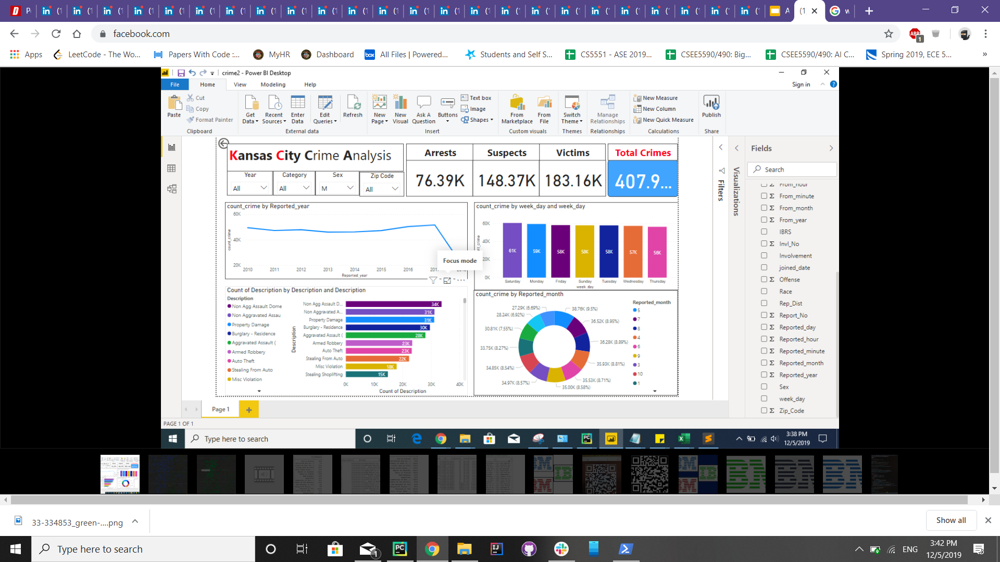 facebook.com
Apps
LeetCode - The Wo...
Papers With Code :...
MyHR
Dashboard
All Files | Powered...
Students and Self S...
CS5551 - ASE 2019...
CSEE5590/490: Big...
CSEE5590/490: AI C...
Spring 2019, ECE 5...
crime2 - Power BI Desktop
File Home View Modeling Help Sign in
Cut
Copy
Format Painter
Paste
Clipboard
Get Data
Recent Sources
Enter Data
Edit Queries
Refresh
External data
New Page
New Visual
Ask A Question
Buttons
Text box
Image
Shapes
Insert
From Marketplace
From File
Custom visuals
Switch Theme
Themes
Manage Relationships
Relationships
New Measure
New Column
New Quick Measure
Calculations
Publish
Share
Kansas City Crime Analysis
Year
All
Category
All
Sex
M
Zip Code
All
Arrests
76.39K
Suspects
148.37K
Victims
183.16K
Total Crimes
407.9...
count_crime by Reported_year
60K
40K
20K
count_crime
2010 2011 2012 2013 2014 2015 2016
Reported_year
Focus mode
count_crime by week_day and week_day
60K
40K
20K
0K
61K 59K 58K 58K 58K 57K 56K
Saturday Monday Friday Sunday Tuesday Wednesday Thursday
week_day
Count of Description by Description and Description
Description
Non Agg Assault Dome
Non Aggravated Assau
Property Damage
Burglary - Residence
Aggravated Assault (
Armed Robbery
Auto Theft
Stealing From Auto
Misc Violation
Description
Non Agg Assault D... 34K
Non Aggravated A... 31K
Property Damage 31K
Burglary - Residence 30K
Aggravated Assault ( 28K
Armed Robbery 23K
Auto Theft 23K
Stealing From Auto 22K
Misc Violation 18K
Stealing Shoplifting 15K
0K 10K 20K 30K 40K
Count of Description
count_crime by Reported_month
38.76K (9.5%)
36.52K (8.95%)
36.28K (8.89%)
35.93K (8.81%)
35.53K (8.71%)
35.00K (8.58%)
34.97K (8.57%)
34.85K (8.54%)
33.75K (8.27%)
30.81K (7.55%)
28.24K (6.92%)
27.29K (6.69%)
Reported_month
5
7
8
4
6
9
3
10
1
Filters
Visualizations
Fields
Search
From_hour
From_minute
From_month
From_year
IBRS
Invl_No
Involvement
joined_date
Offense
Race
Rep_Dist
Report_No
Reported_day
Reported_hour
Reported_minute
Reported_month
Reported_year
Sex
week_day
Zip_Code
Page 1
PAGE 1 OF 1
Type here to search
3:38 PM
12/5/2019
33-334853_green-....png
Show all
Type here to search
ENG
3:42 PM
12/5/2019